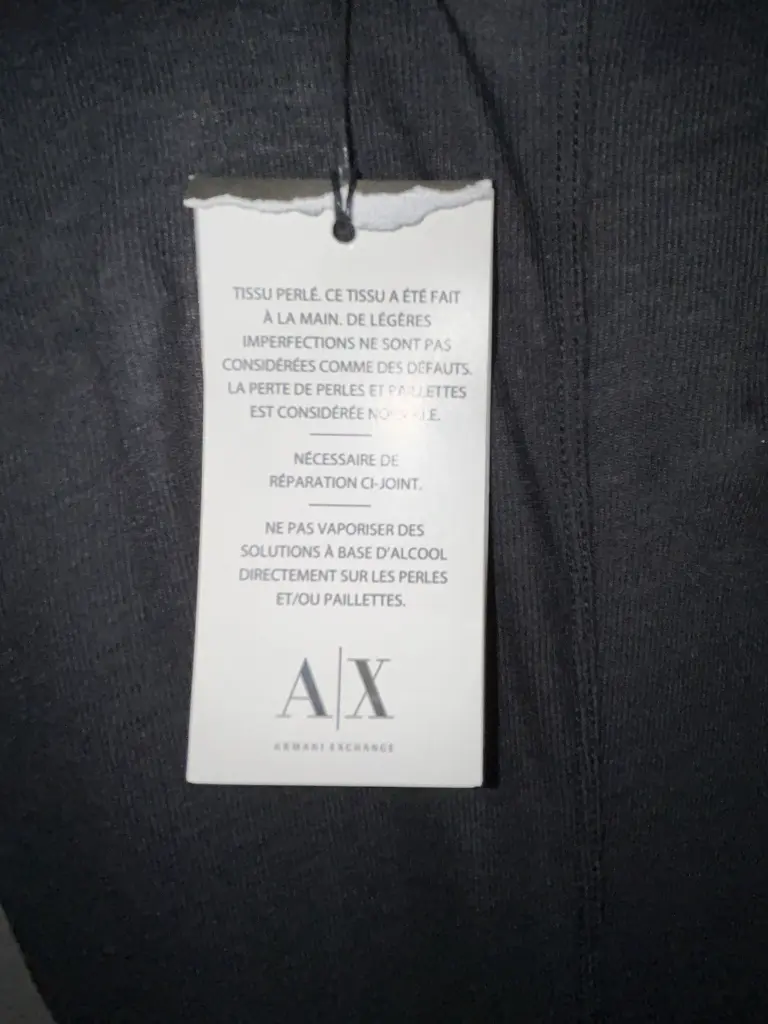 TISSU PERLÉ. CE TISSU A ÉTÉ FAIT
À LA MAIN. DE LÉGÈRES
IMPERFECTIONS NE SONT PAS
CONSIDÉRÉES COMME DES DÉFAUTS.
LA PERTE DE PERLES ET PAILLETTES
EST CONSIDÉRÉE
NÉCESSAIRE DE
RÉPARATION CI-JOINT.
NE PAS VAPORISER DES
SOLUTIONS À BASE D'ALCOOL
DIRECTEMENT SUR LES PERLES
ET/OU PAILLETTES.
A|X
ARMANI EXCHANGE